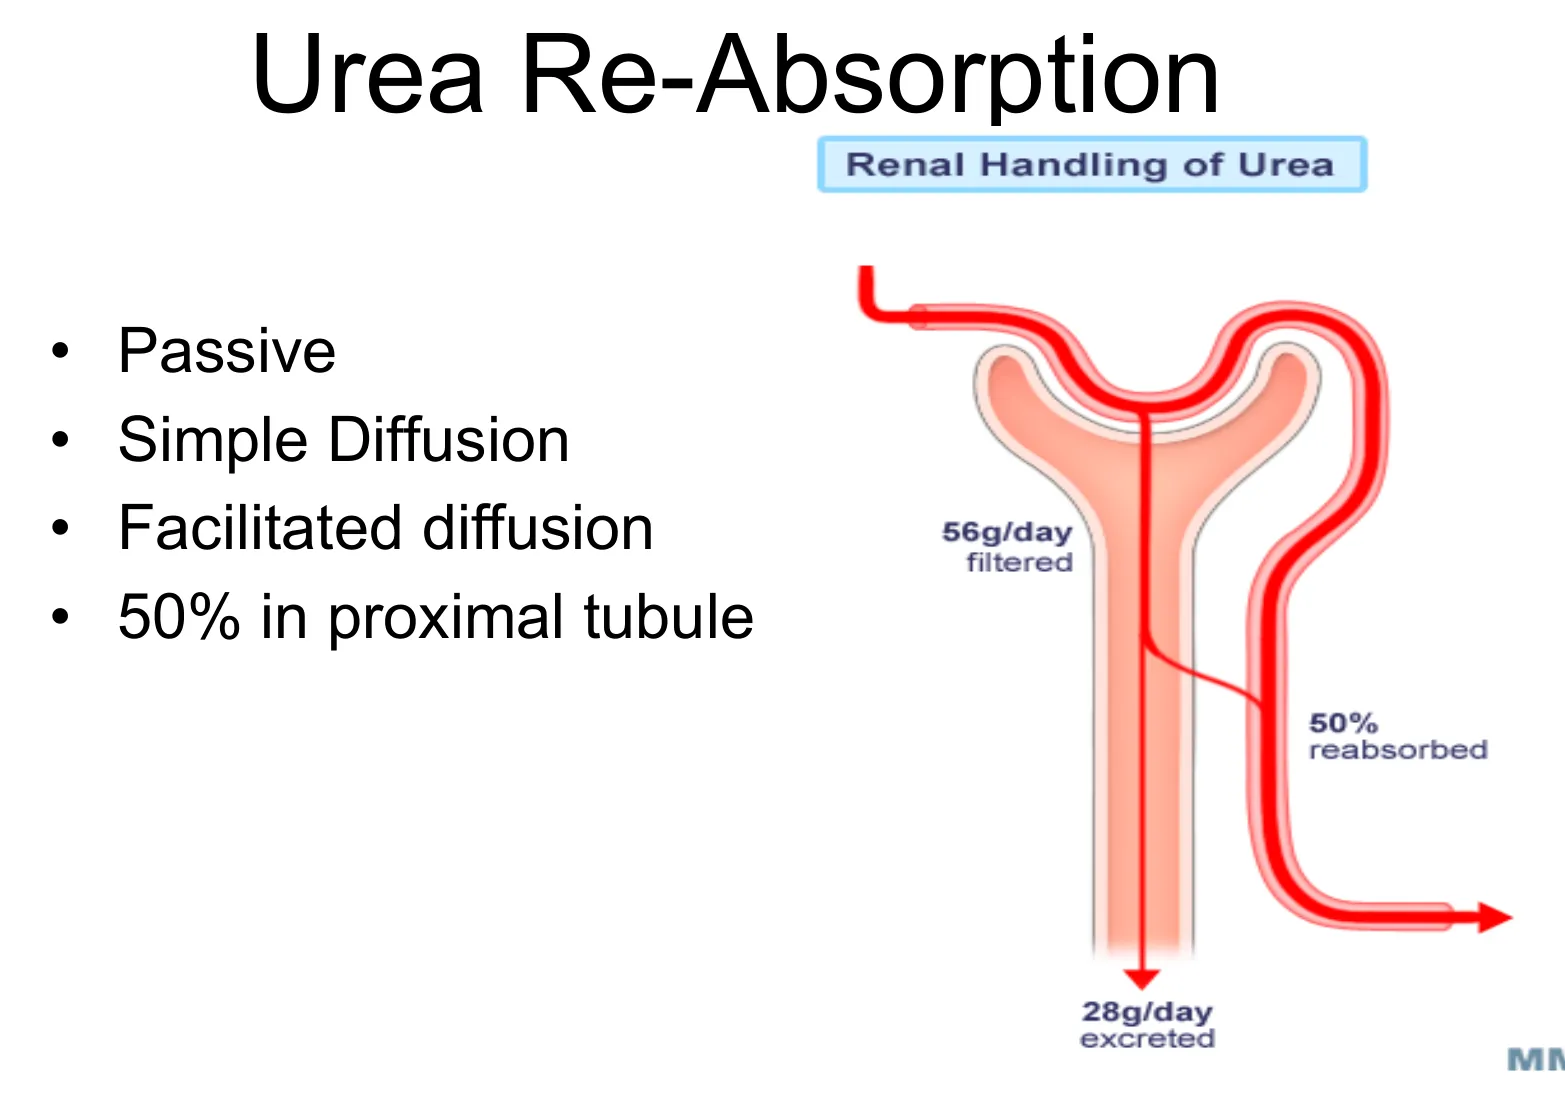 Urea Re-Absorption
Renal Handling of Urea
• Passive
• Simple Diffusion
• Facilitated diffusion
• 50% in proximal tubule
56g/day
filtered
50%
reabsorbed
28g/day
excreted